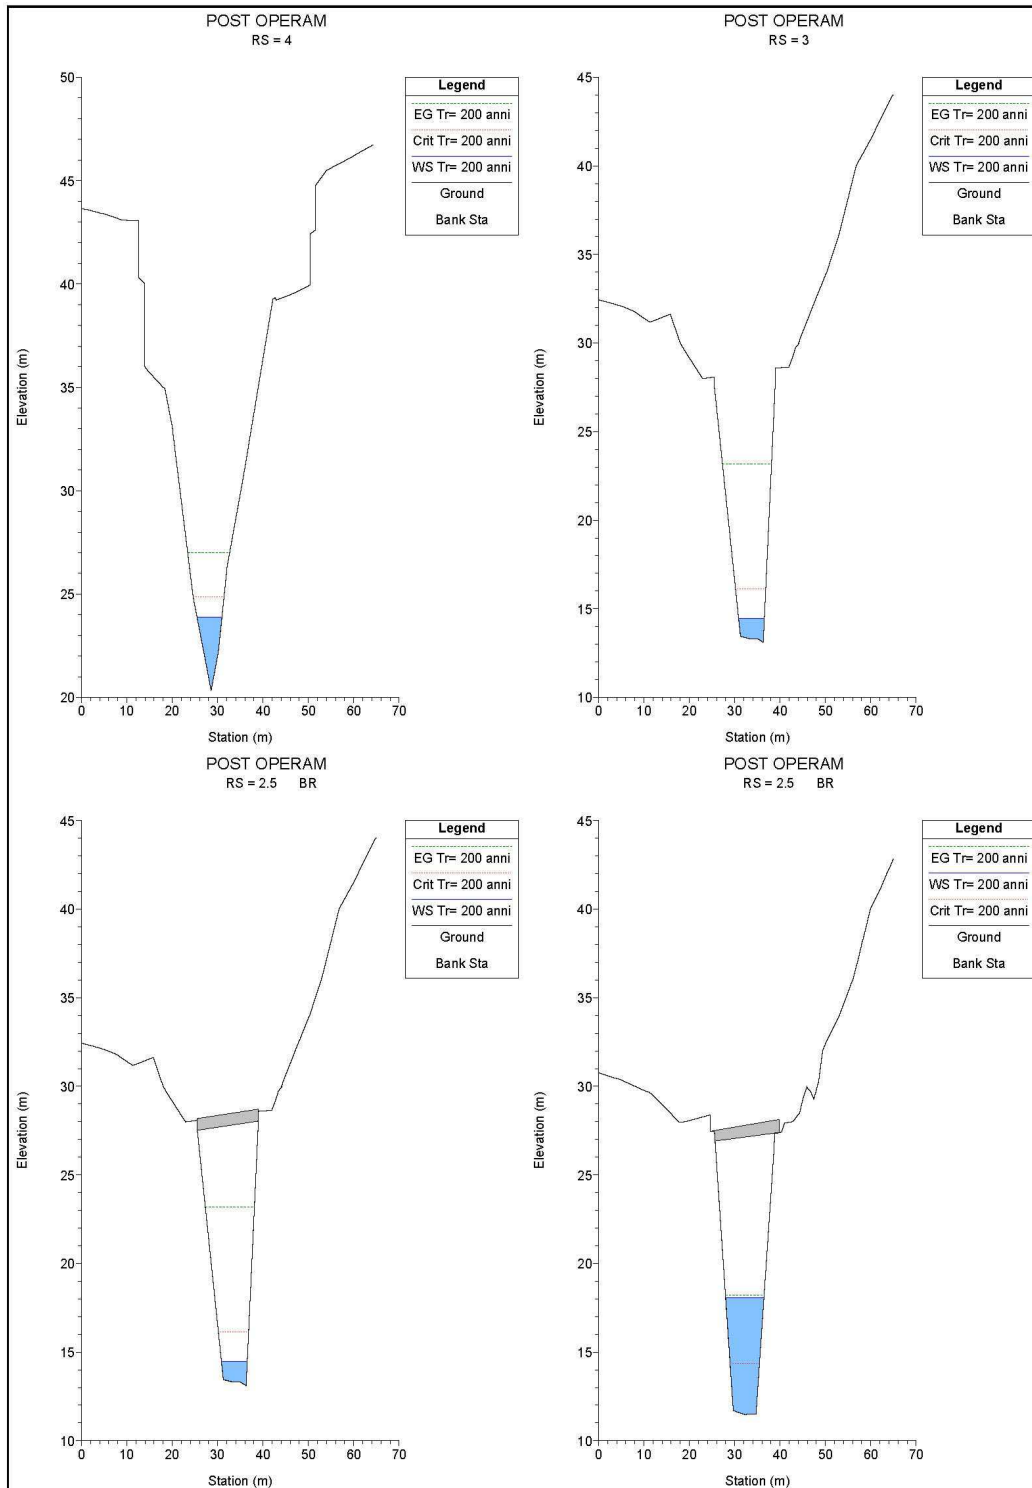 POST OPERAM
RS = 4
Legend
EG Tr= 200 anni
Crit Tr= 200 anni
WS Tr= 200 anni
Ground
Bank Sta
50
45
40
35
30
25
20
0 10 20 30 40 50 60 70
Elevation (m)
Station (m)
POST OPERAM
RS = 3
Legend
EG Tr= 200 anni
Crit Tr= 200 anni
WS Tr= 200 anni
Ground
Bank Sta
45
40
35
30
25
20
15
10
0 10 20 30 40 50 60 70
Elevation (m)
Station (m)
POST OPERAM
RS = 2.5 BR
Legend
EG Tr= 200 anni
Crit Tr= 200 anni
WS Tr= 200 anni
Ground
Bank Sta
45
40
35
30
25
20
15
10
0 10 20 30 40 50 60 70
Elevation (m)
Station (m)
POST OPERAM
RS = 2.5 BR
Legend
EG Tr= 200 anni
WS Tr= 200 anni
Crit Tr= 200 anni
Ground
Bank Sta
45
40
35
30
25
20
15
10
0 10 20 30 40 50 60 70
Elevation (m)
Station (m)